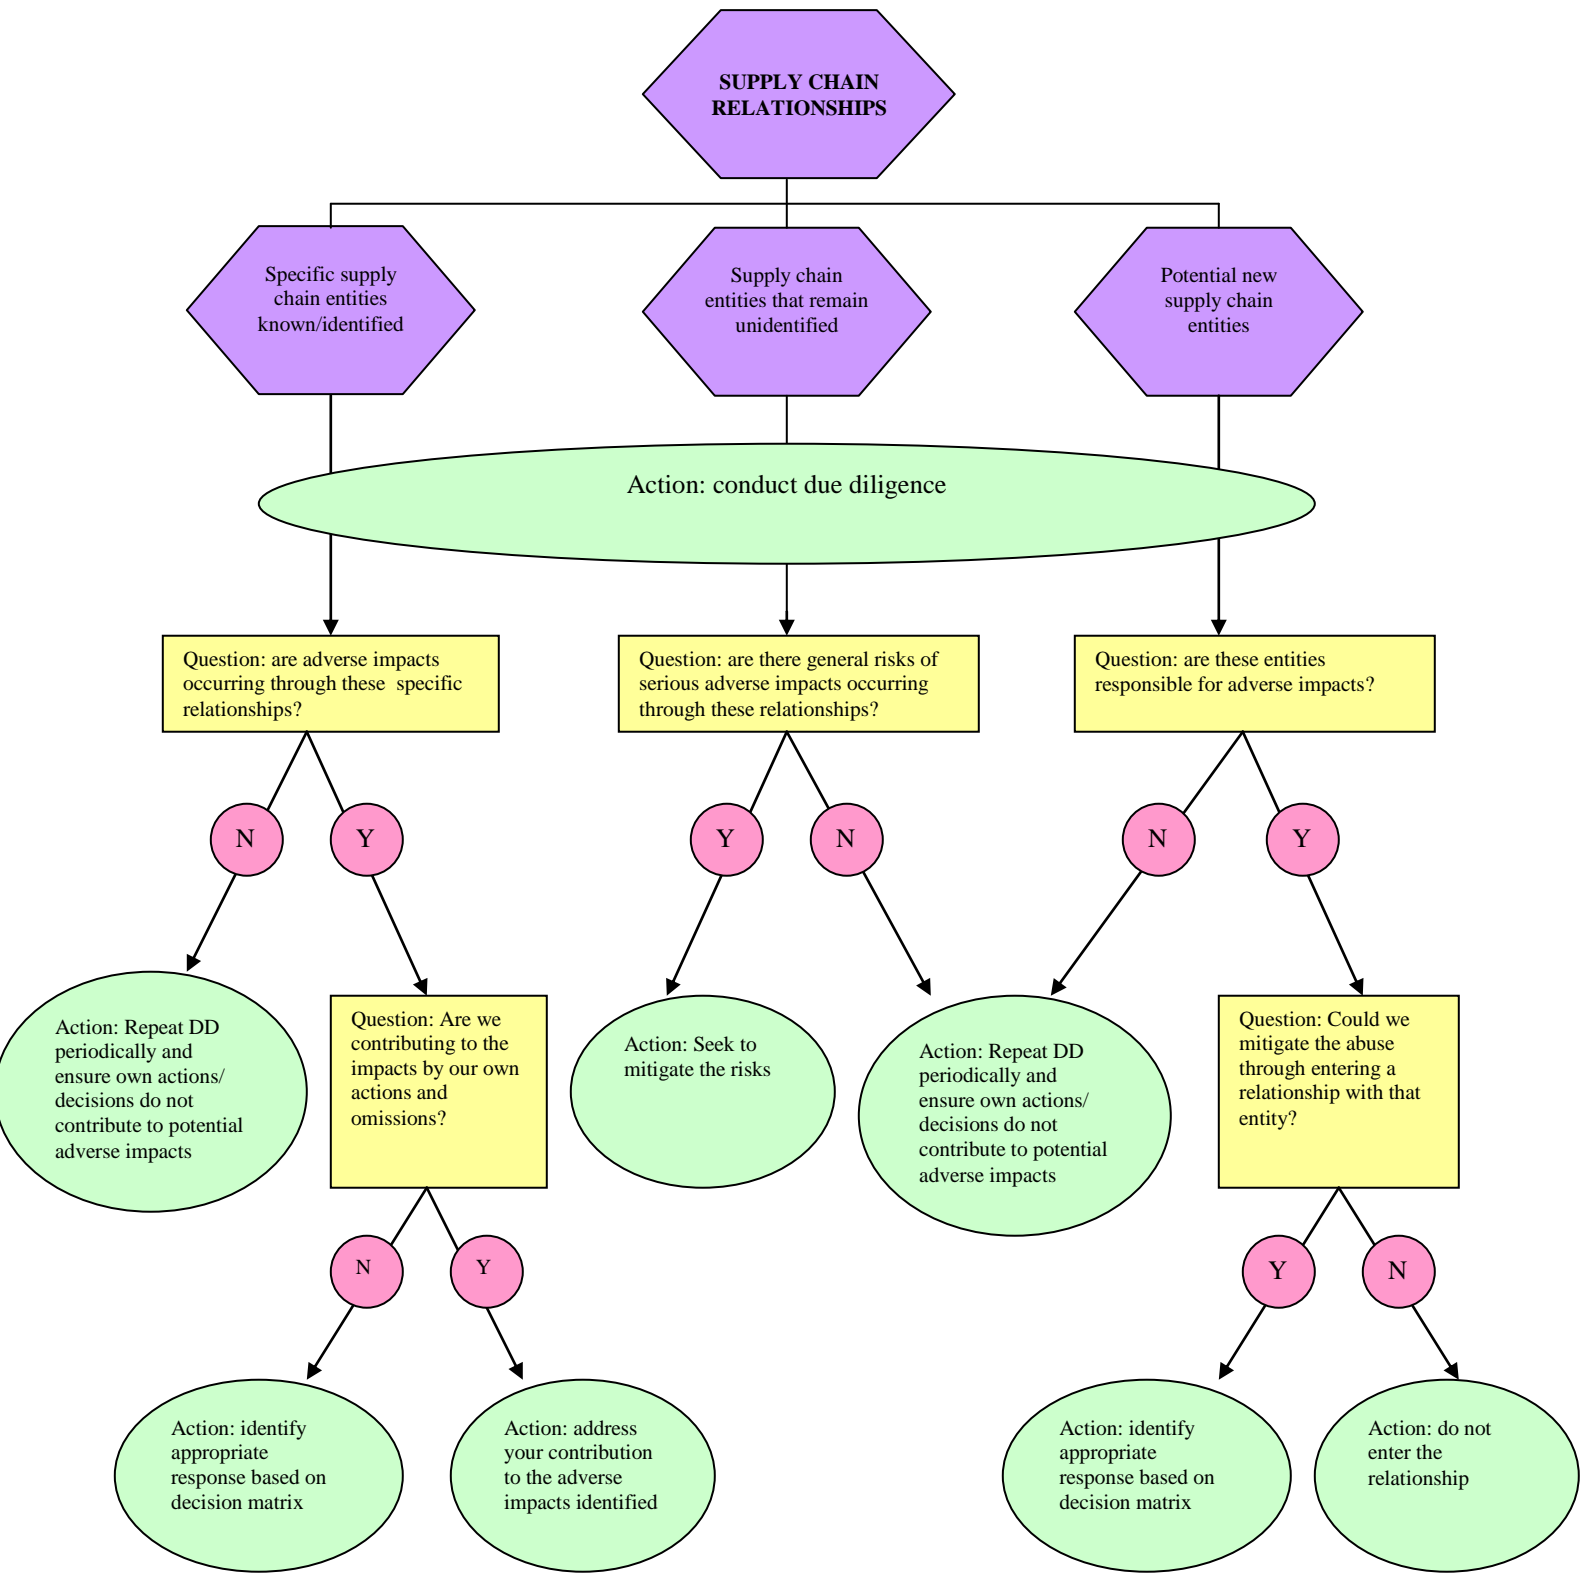 SUPPLY CHAIN
RELATIONSHIPS
Specific supply
chain entities
known/identified
Supply chain
entities that remain
unidentified
Potential new
supply chain
entities
Action: conduct due diligence
Question: are adverse impacts
occurring through these  specific
relationships?
Question: are there general risks of
serious adverse impacts occurring
through these relationships?
Question: are these entities
responsible for adverse impacts?
N
Y
Y
N
N
Y
Action: Repeat DD
periodically and
ensure own actions/
decisions do not
contribute to potential
adverse impacts
Question: Are we
contributing to the
impacts by our own
actions and
omissions?
Action: Seek to
mitigate the risks
Action: Repeat DD
periodically and
ensure own actions/
decisions do not
contribute to potential
adverse impacts
Question: Could we
mitigate the abuse
through entering a
relationship with that
entity?
N
Y
Y
N
Action: identify
appropriate
response based on
decision matrix
Action: address
your contribution
to the adverse
impacts identified
Action: identify
appropriate
response based on
decision matrix
Action: do not
enter the
relationship